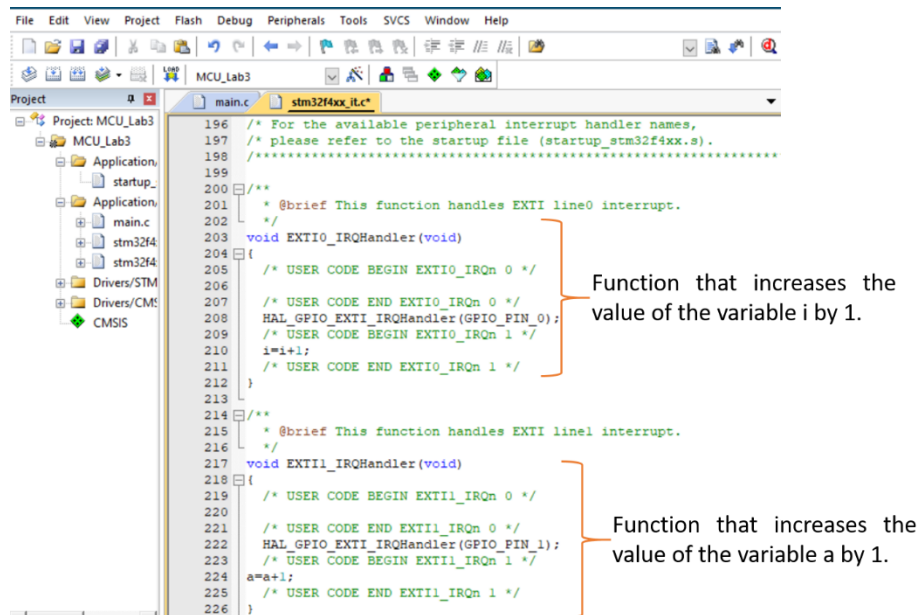 File Edit View Project Flash Debug Peripherals Tools SVCS Window Help
LOAD MCU_Lab3
Project
main.c stm32f4xx_it.c*
Project: MCU_Lab3
MCU_Lab3
Application,
startup_
Application,
main.c
stm32f4
stm32f4
Drivers/STM
Drivers/CMS
CMSIS
196 /* For the available peripheral interrupt handler names,
197 /* please refer to the startup file (startup_stm32f4xx.s).
198 /******************************************************************
199
200 /**
201 * @brief This function handles EXTI line0 interrupt.
202 */
203 void EXTI0_IRQHandler(void)
204 {
205 /* USER CODE BEGIN EXTI0_IRQn 0 */
206
207 /* USER CODE END EXTI0_IRQn 0 */
208 HAL_GPIO_EXTI_IRQHandler(GPIO_PIN_0);
209 /* USER CODE BEGIN EXTI0_IRQn 1 */
210 i=i+1;
211 /* USER CODE END EXTI0_IRQn 1 */
212 }
213
214 /**
215 * @brief This function handles EXTI line1 interrupt.
216 */
217 void EXTI1_IRQHandler(void)
218 {
219 /* USER CODE BEGIN EXTI1_IRQn 0 */
220
221 /* USER CODE END EXTI1_IRQn 0 */
222 HAL_GPIO_EXTI_IRQHandler(GPIO_PIN_1);
223 /* USER CODE BEGIN EXTI1_IRQn 1 */
224 a=a+1;
225 /* USER CODE END EXTI1_IRQn 1 */
226 }
Function that increases the
value of the variable i by 1.
Function that increases the
value of the variable a by 1.